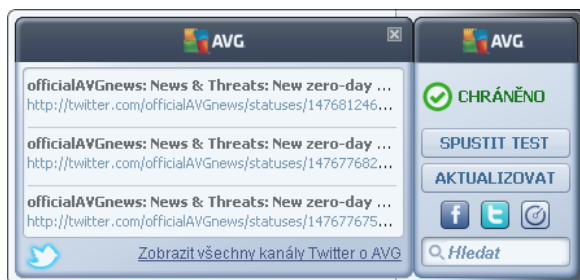 AVG
officialAVGnews: News & Threats: New zero-day ...
http://twitter.com/officialAVGnews/statuses/147681246...
officialAVGnews: News & Threats: New zero-day ...
http://twitter.com/officialAVGnews/statuses/147677682...
officialAVGnews: News & Threats: New zero-day ...
http://twitter.com/officialAVGnews/statuses/147677675...
Zobrazit všechny kanály Twitter o AVG
AVG
CHRÁNĚNO
SPUSTIT TEST
AKTUALIZOVAT
Hledat